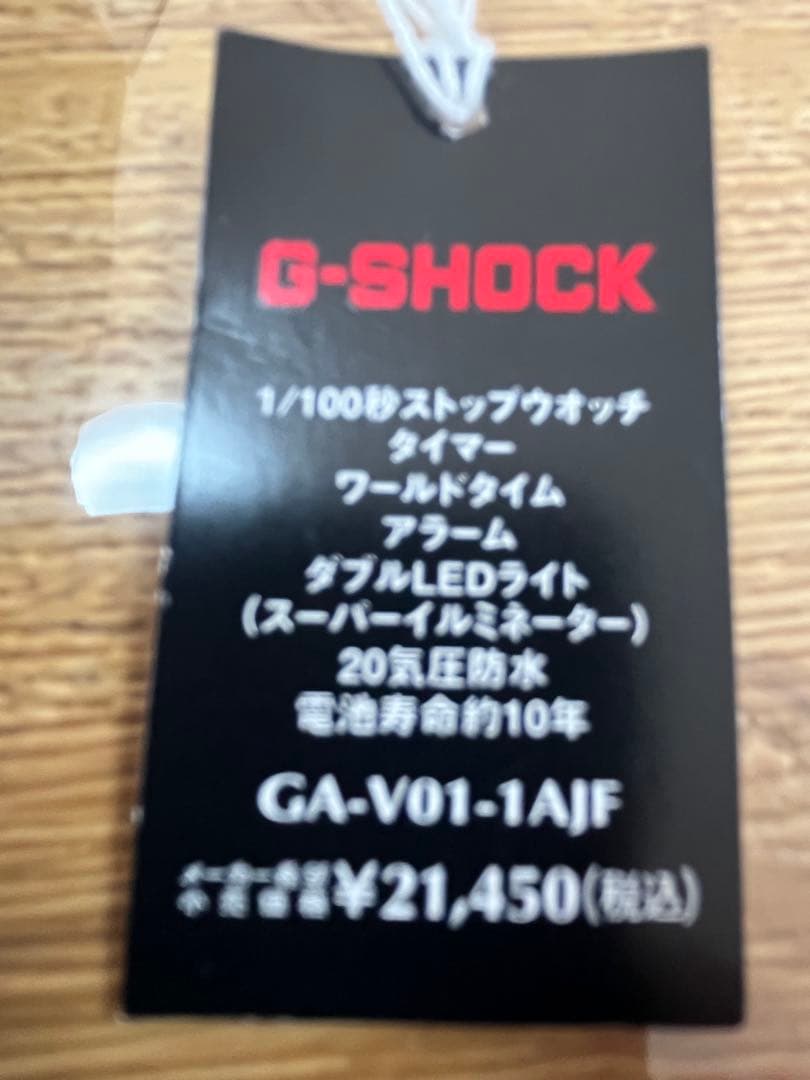 G-SHOCK
1/100秒ストップウオッチ
タイマー
ワールドタイム
アラーム
ダブルLEDライト
(スーパーイルミネーター)
20気圧防水
電池寿命約10年
GA-V01-1AJF
メーカー希望
小売価格¥21,450(税込)